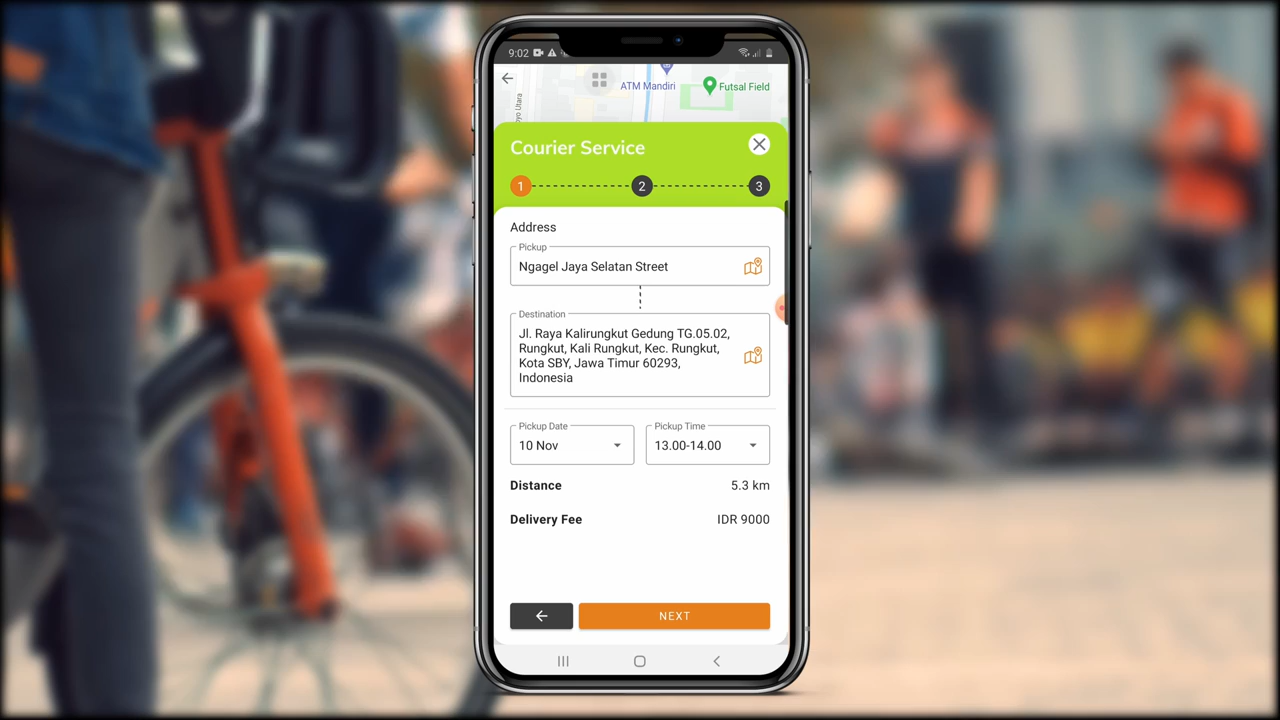 9:02
ATM Mandiri
Futsal Field
Courier Service
1
2
3
Address
Pickup
Ngagel Jaya Selatan Street
Destination
Jl. Raya Kalirungkut Gedung TG.05.02,
Rungkut, Kali Rungkut, Kec. Rungkut,
Kota SBY, Jawa Timur 60293,
Indonesia
Pickup Date
10 Nov
Pickup Time
13.00-14.00
Distance
5.3 km
Delivery Fee
IDR 9000
NEXT